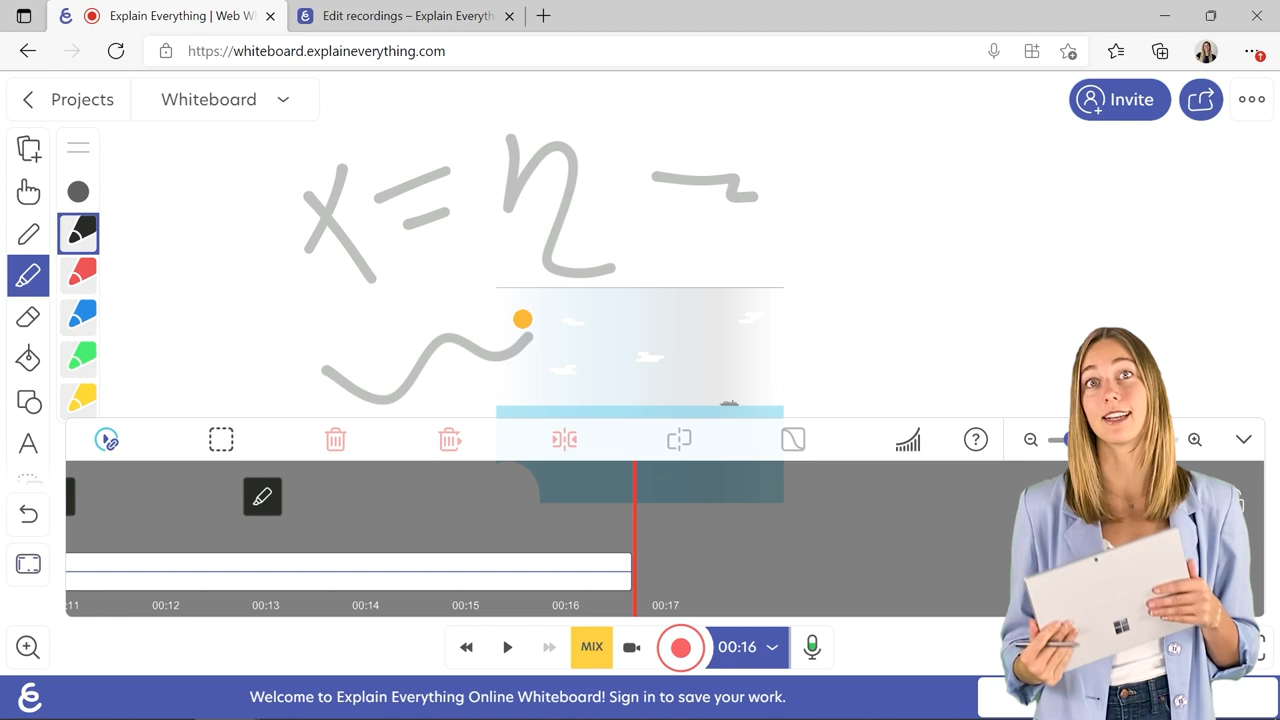 Explain Everything | Web W
Edit recordings – Explain Everyth
https://whiteboard.explaineverything.com
Projects
Whiteboard
Invite
x = n
A
?
:11
00:12
00:13
00:14
00:15
00:16
00:17
MIX
00:16
Welcome to Explain Everything Online Whiteboard! Sign in to save your work.